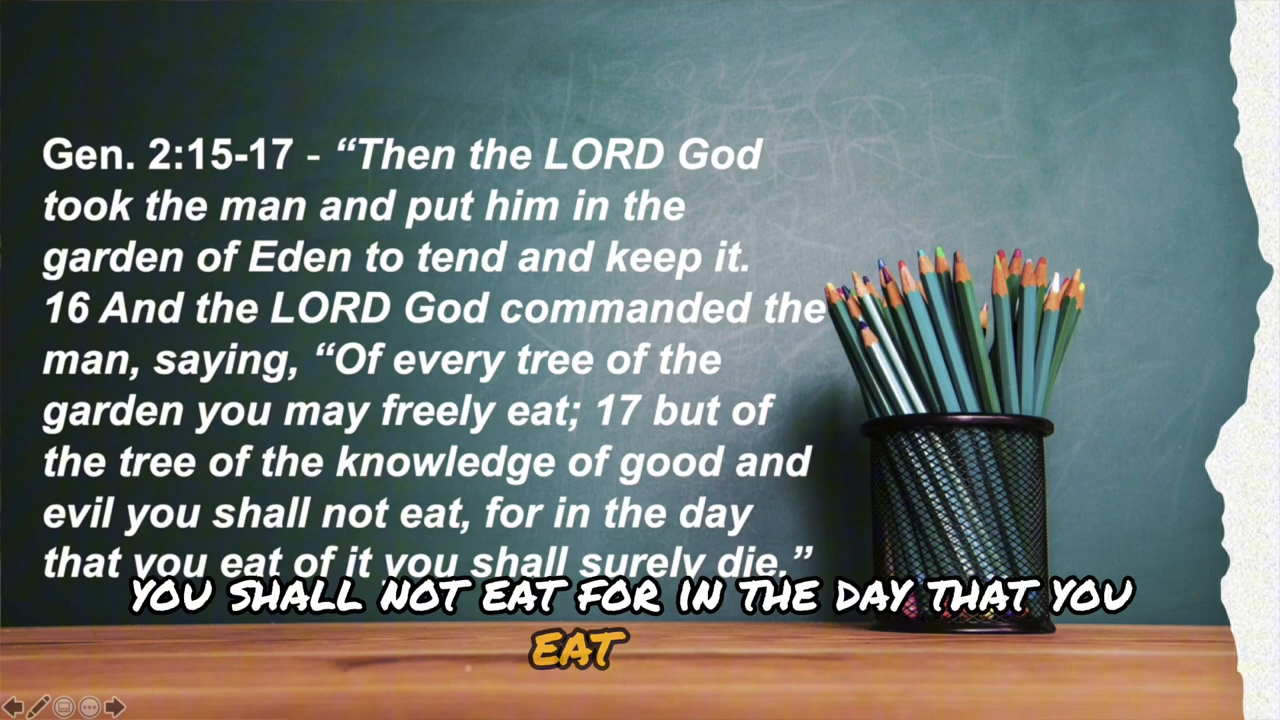 Gen. 2:15-17 - “Then the LORD God
took the man and put him in the
garden of Eden to tend and keep it.
16 And the LORD God commanded the
man, saying, “Of every tree of the
garden you may freely eat; 17 but of
the tree of the knowledge of good and
evil you shall not eat, for in the day
that you eat of it you shall surely die.”
YOU SHALL NOT EAT FOR IN THE DAY THAT YOU
EAT